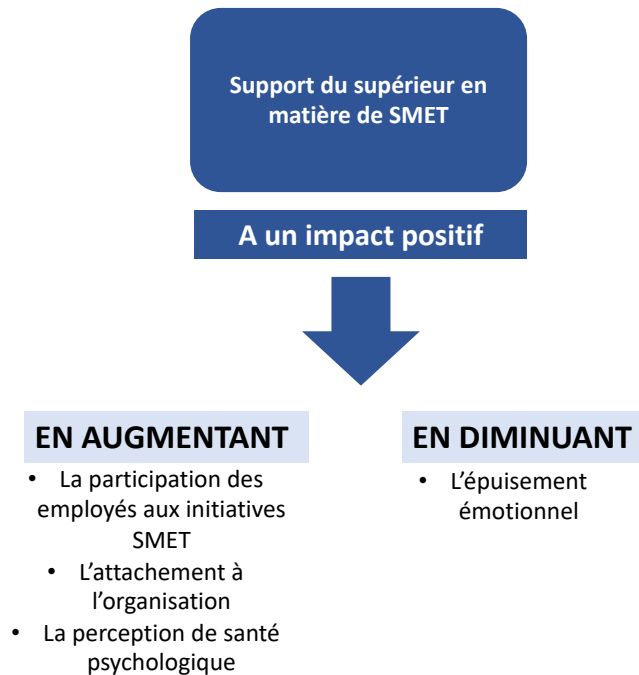 Support du supérieur en
matière de SMET
A un impact positif
EN AUGMENTANT
• La participation des
employés aux initiatives
SMET
• L'attachement à
l'organisation
• La perception de santé
psychologique
EN DIMINUANT
• L'épuisement
émotionnel